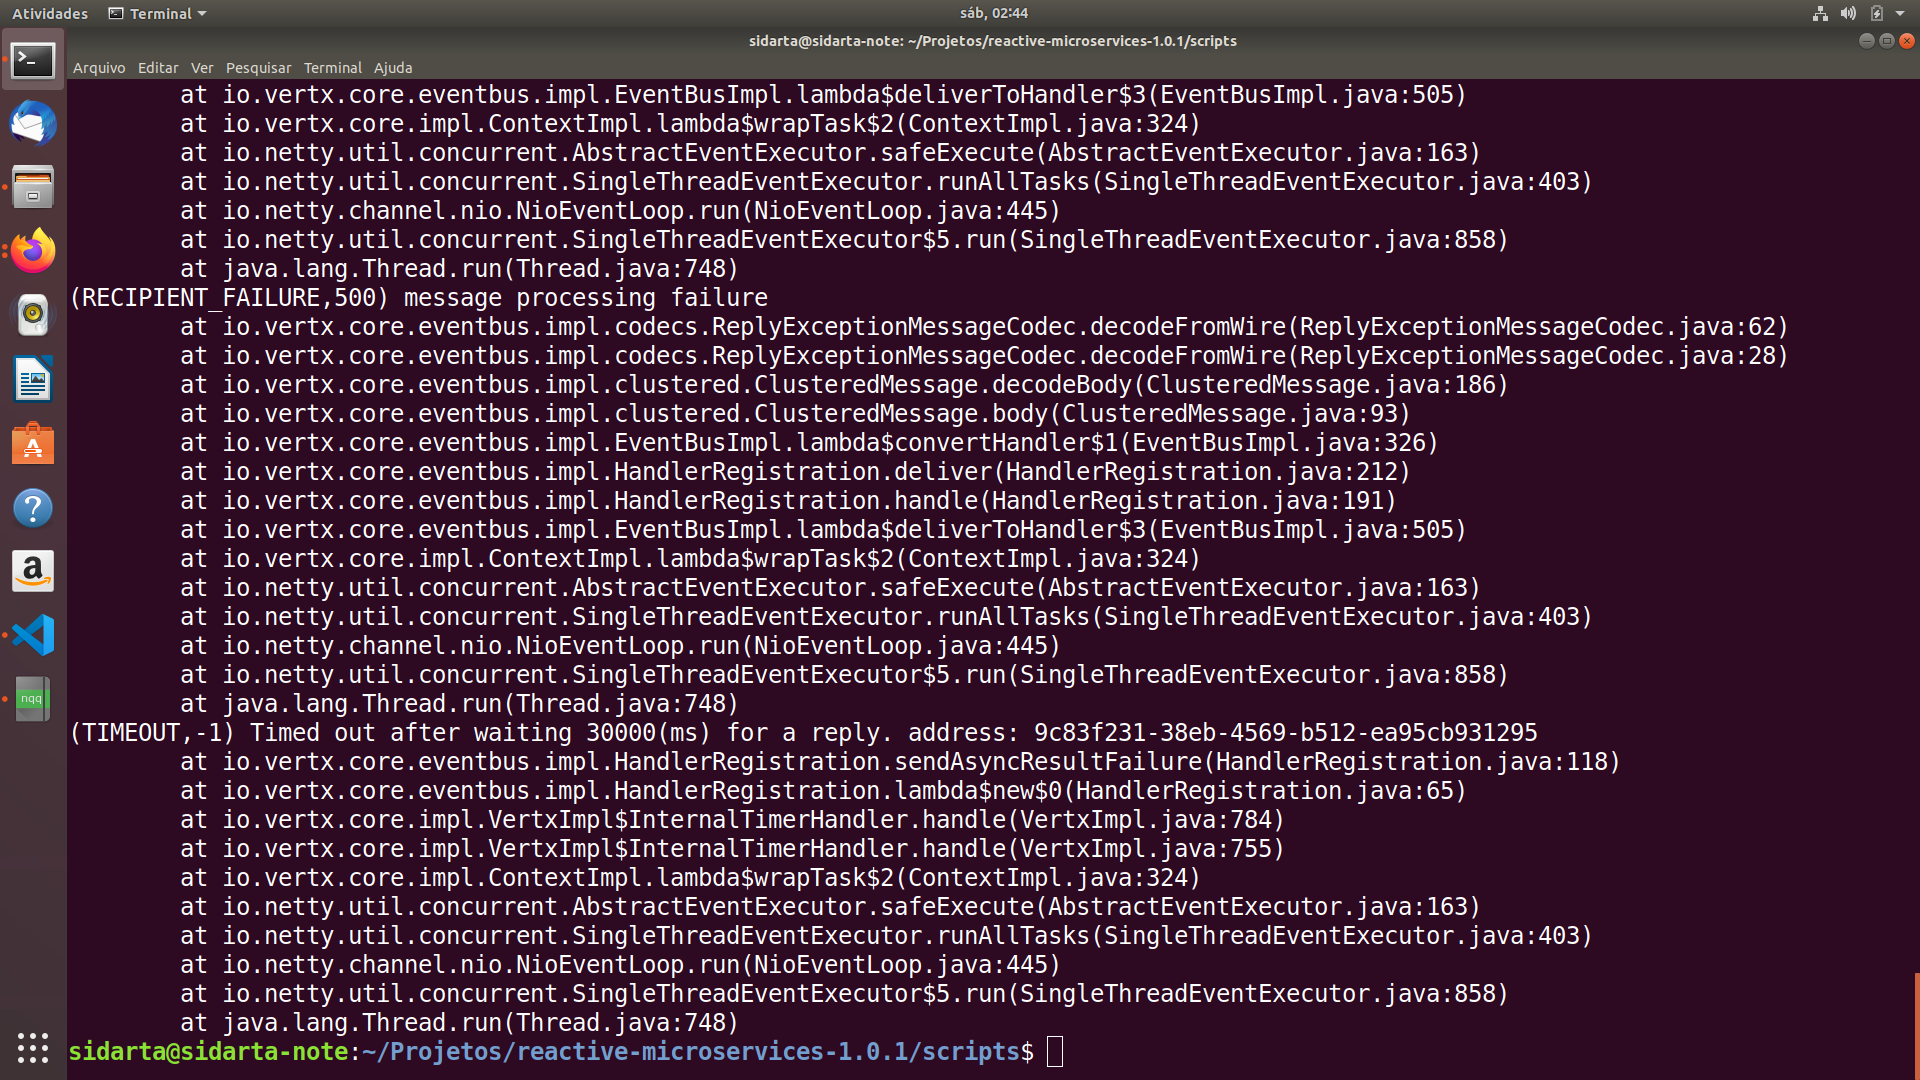 Atividades Terminal sáb, 02:44
sidarta@sidarta-note: ~/Projetos/reactive-microservices-1.0.1/scripts
Arquivo Editar Ver Pesquisar Terminal Ajuda
at io.vertx.core.eventbus.impl.EventBusImpl.lambda$deliverToHandler$3(EventBusImpl.java:505)
at io.vertx.core.impl.ContextImpl.lambda$wrapTask$2(ContextImpl.java:324)
at io.netty.util.concurrent.AbstractEventExecutor.safeExecute(AbstractEventExecutor.java:163)
at io.netty.util.concurrent.SingleThreadEventExecutor.runAllTasks(SingleThreadEventExecutor.java:403)
at io.netty.channel.nio.NioEventLoop.run(NioEventLoop.java:445)
at io.netty.util.concurrent.SingleThreadEventExecutor$5.run(SingleThreadEventExecutor.java:858)
at java.lang.Thread.run(Thread.java:748)
(RECIPIENT_FAILURE,500) message processing failure
at io.vertx.core.eventbus.impl.codecs.ReplyExceptionMessageCodec.decodeFromWire(ReplyExceptionMessageCodec.java:62)
at io.vertx.core.eventbus.impl.codecs.ReplyExceptionMessageCodec.decodeFromWire(ReplyExceptionMessageCodec.java:28)
at io.vertx.core.eventbus.impl.clustered.ClusteredMessage.decodeBody(ClusteredMessage.java:186)
at io.vertx.core.eventbus.impl.clustered.ClusteredMessage.body(ClusteredMessage.java:93)
at io.vertx.core.eventbus.impl.EventBusImpl.lambda$convertHandler$1(EventBusImpl.java:326)
at io.vertx.core.eventbus.impl.HandlerRegistration.deliver(HandlerRegistration.java:212)
at io.vertx.core.eventbus.impl.HandlerRegistration.handle(HandlerRegistration.java:191)
at io.vertx.core.eventbus.impl.EventBusImpl.lambda$deliverToHandler$3(EventBusImpl.java:505)
at io.vertx.core.impl.ContextImpl.lambda$wrapTask$2(ContextImpl.java:324)
at io.netty.util.concurrent.AbstractEventExecutor.safeExecute(AbstractEventExecutor.java:163)
at io.netty.util.concurrent.SingleThreadEventExecutor.runAllTasks(SingleThreadEventExecutor.java:403)
at io.netty.channel.nio.NioEventLoop.run(NioEventLoop.java:445)
at io.netty.util.concurrent.SingleThreadEventExecutor$5.run(SingleThreadEventExecutor.java:858)
at java.lang.Thread.run(Thread.java:748)
(TIMEOUT,-1) Timed out after waiting 30000(ms) for a reply. address: 9c83f231-38eb-4569-b512-ea95cb931295
at io.vertx.core.eventbus.impl.HandlerRegistration.sendAsyncResultFailure(HandlerRegistration.java:118)
at io.vertx.core.eventbus.impl.HandlerRegistration.lambda$new$0(HandlerRegistration.java:65)
at io.vertx.core.impl.VertxImpl$InternalTimerHandler.handle(VertxImpl.java:784)
at io.vertx.core.impl.VertxImpl$InternalTimerHandler.handle(VertxImpl.java:755)
at io.vertx.core.impl.ContextImpl.lambda$wrapTask$2(ContextImpl.java:324)
at io.netty.util.concurrent.AbstractEventExecutor.safeExecute(AbstractEventExecutor.java:163)
at io.netty.util.concurrent.SingleThreadEventExecutor.runAllTasks(SingleThreadEventExecutor.java:403)
at io.netty.channel.nio.NioEventLoop.run(NioEventLoop.java:445)
at io.netty.util.concurrent.SingleThreadEventExecutor$5.run(SingleThreadEventExecutor.java:858)
at java.lang.Thread.run(Thread.java:748)
sidarta@sidarta-note:~/Projetos/reactive-microservices-1.0.1/scripts$
nqq